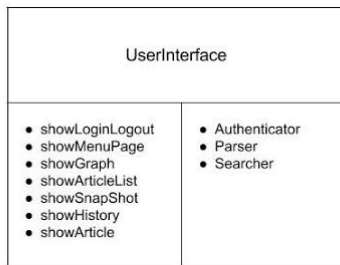 UserInterface
● showLoginLogout
● showMenuPage
● showGraph
● showArticleList
● showSnapShot
● showHistory
● showArticle
● Authenticator
● Parser
● Searcher